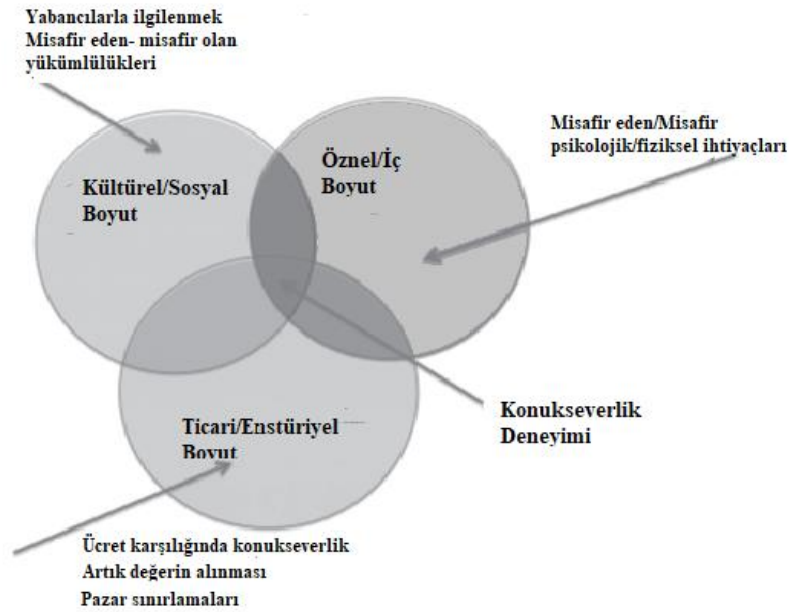 Yabancılarla ilgilenmek
Misafir eden- misafir olan
yükümlülükleri
Misafir eden/Misafir
psikolojik/fiziksel ihtiyaçları
Öznel/İç
Boyut
Kültürel/Sosyal
Boyut
Konukseverlik
Deneyimi
Ticari/Enstüriyel
Boyut
Ücret karşılığında konukseverlik
Artık değerin alınması
Pazar sınırlamaları